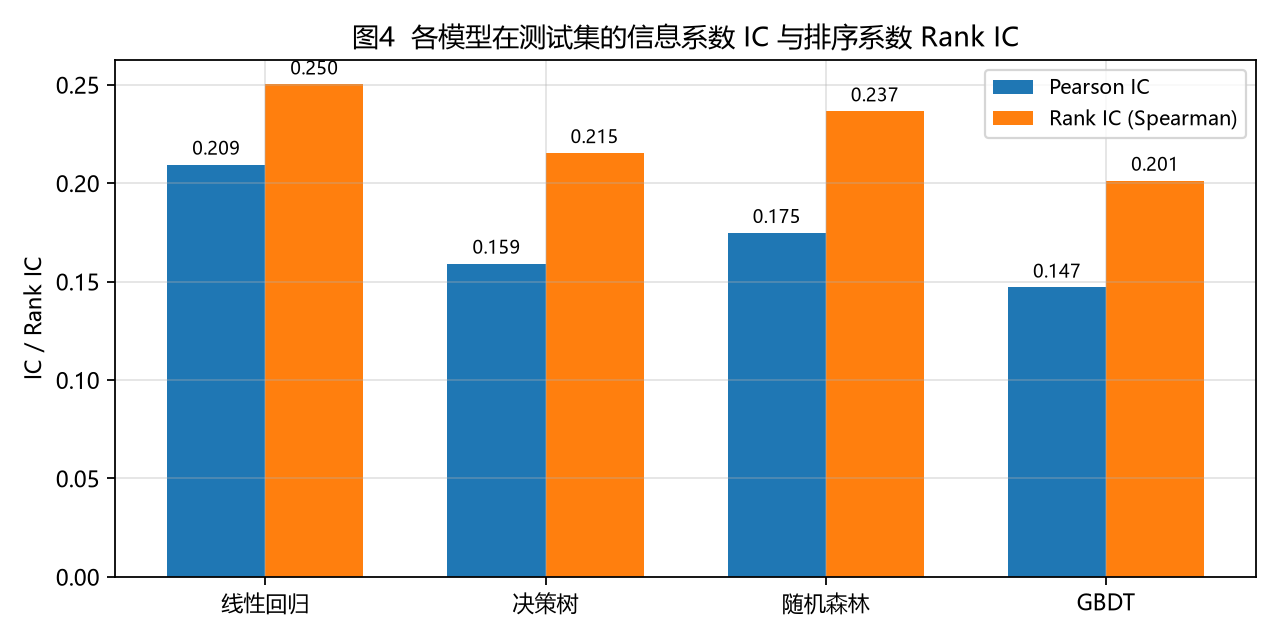 图4 各模型在测试集的信息系数 IC 与排序系数 Rank IC
Pearson IC
Rank IC (Spearman)
IC / Rank IC
0.25
0.20
0.15
0.10
0.05
0.00
0.209
0.250
0.159
0.215
0.175
0.237
0.147
0.201
线性回归
决策树
随机森林
GBDT